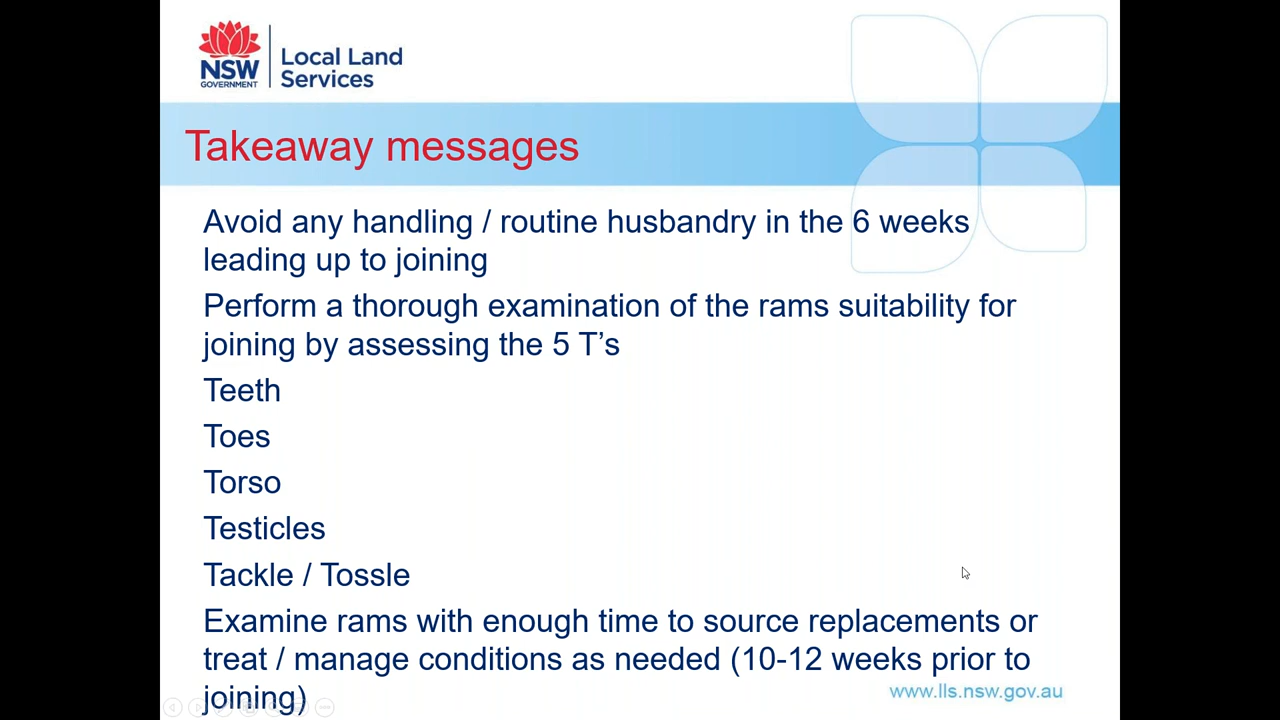 NSW
GOVERNMENT
Local Land
Services
Takeaway messages
Avoid any handling / routine husbandry in the 6 weeks
leading up to joining
Perform a thorough examination of the rams suitability for
joining by assessing the 5 T’s
Teeth
Toes
Torso
Testicles
Tackle / Tossle
Examine rams with enough time to source replacements or
treat / manage conditions as needed (10-12 weeks prior to
joining)
www.lls.nsw.gov.au